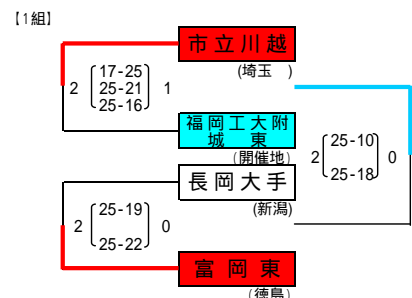 【1組】
市立川越
(埼玉 )
17-25
2 25-21 1
25-16
福岡工大附
城東
(開催地)
25-10
2 0
25-18
長岡大手
(新潟)
25-19
2 0
25-22
富岡東
(徳島)